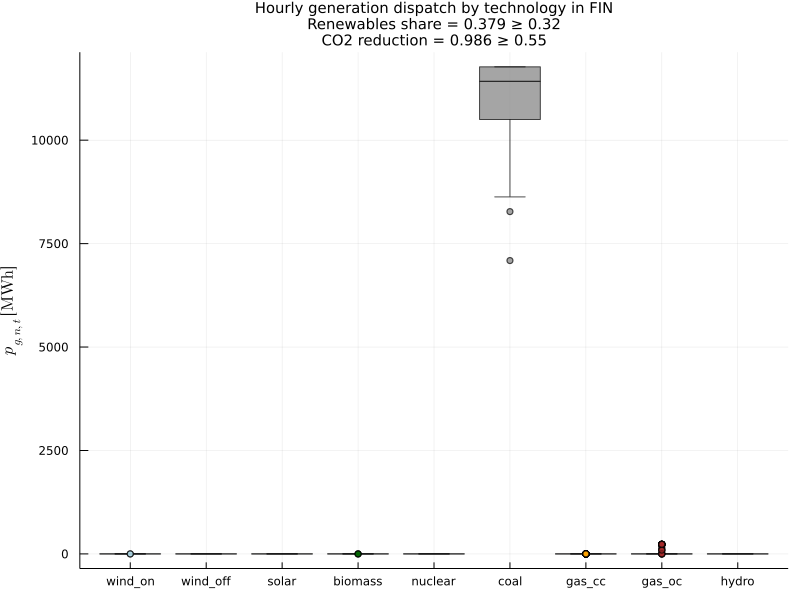 Hourly generation dispatch by technology in FIN
Renewables share = 0.379 ≥ 0.32
CO2 reduction = 0.986 ≥ 0.55
10000
7500
5000
2500
0
p_{g,n,t} [MWh]
wind_on wind_off solar biomass nuclear coal gas_cc gas_oc hydro